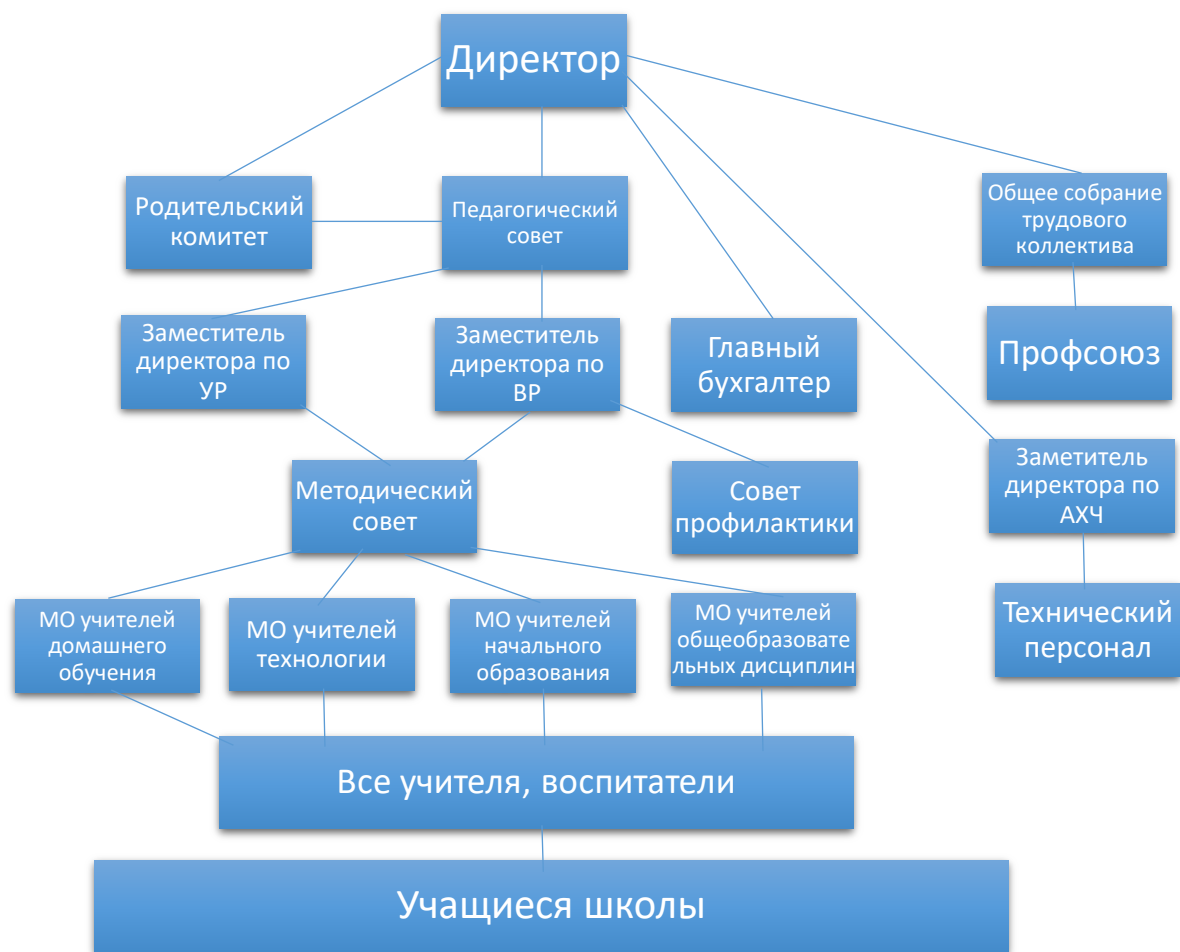 Директор
Родительский
комитет
Педагогический
совет
Общее собрание
трудового
коллектива
Заместитель
директора по
УР
Заместитель
директора по
ВР
Главный
бухгалтер
Профсоюз
Методический
совет
Совет
профилактики
Заметитель
директора по
АХЧ
МО учителей
домашнего
обучения
МО учителей
технологии
МО учителей
начального
образования
МО учителей
общеобразовате
льных дисциплин
Технический
персонал
Все учителя, воспитатели
Учащиеся школы